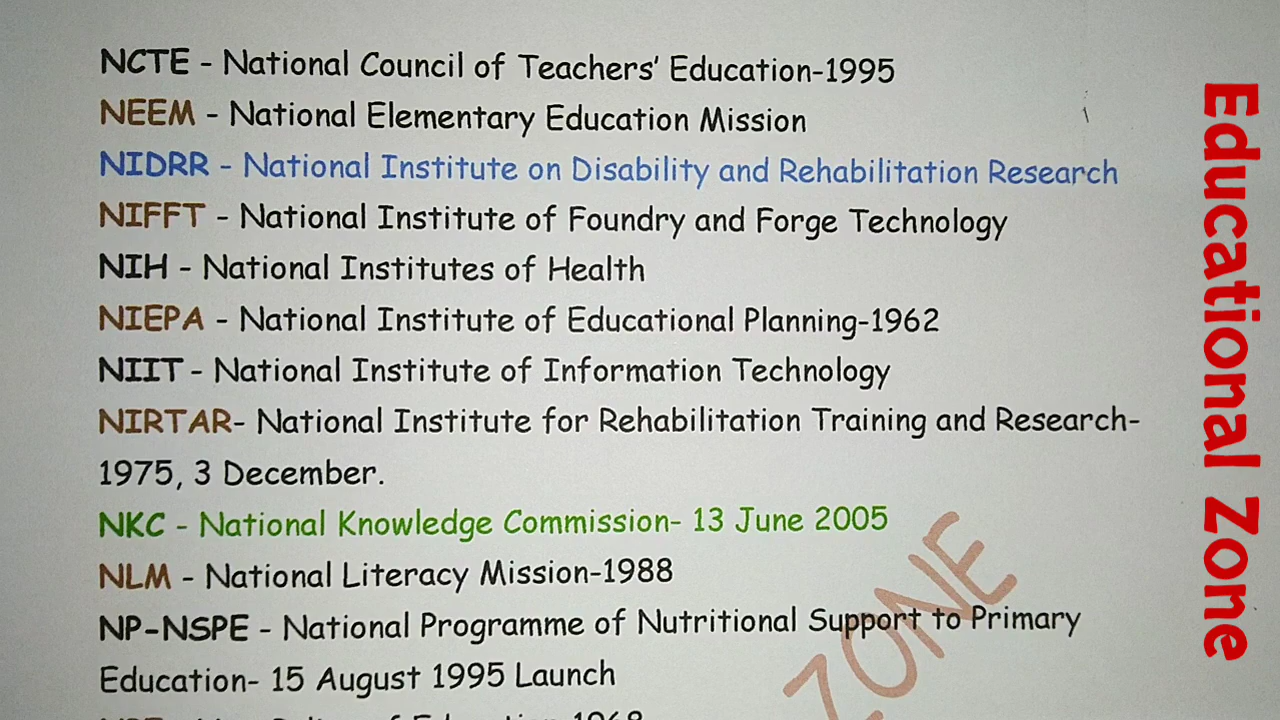 NCTE - National Council of Teachers' Education-1995
NEEM - National Elementary Education Mission
NIDRR - National Institute on Disability and Rehabilitation Research
NIFFT - National Institute of Foundry and Forge Technology
NIH - National Institutes of Health
NIEPA - National Institute of Educational Planning-1962
NIIT - National Institute of Information Technology
NIRTAR- National Institute for Rehabilitation Training and Research-
1975, 3 December.
NKC - National Knowledge Commission- 13 June 2005
NLM - National Literacy Mission-1988
NP-NSPE - National Programme of Nutritional Support to Primary
Education- 15 August 1995 Launch
of Education-1968
ZONE
Educational Zone